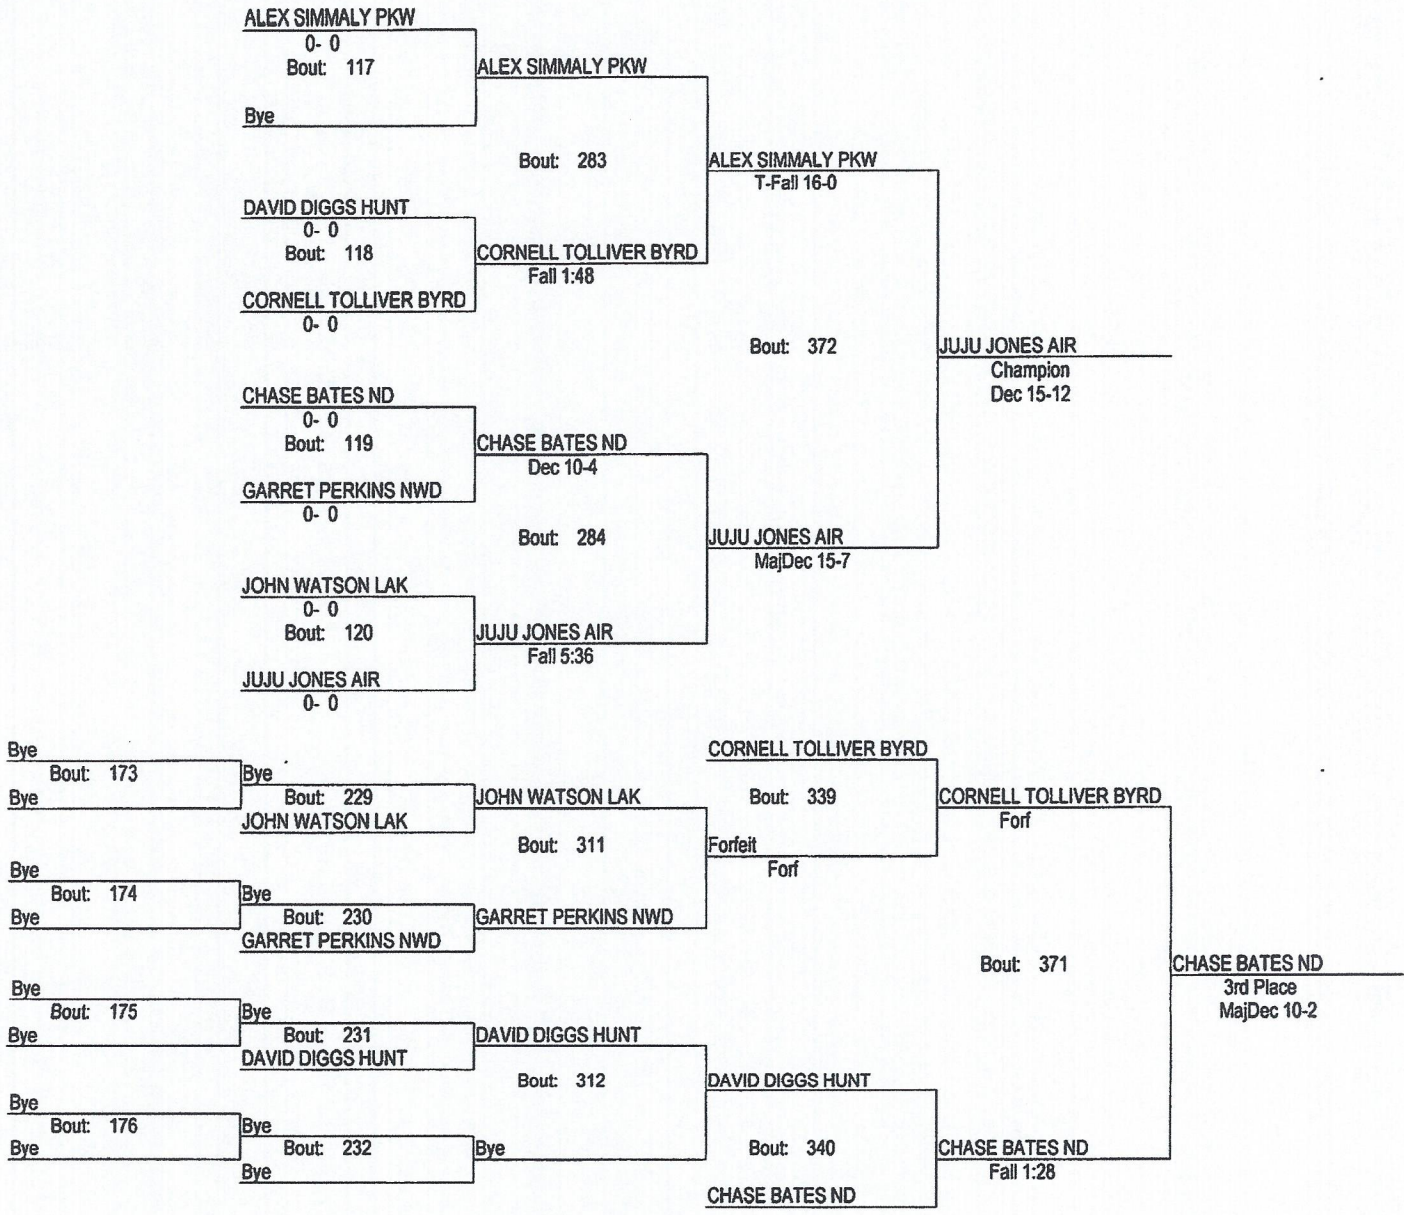 ALEX SIMMALY PKW
0- 0
Bout: 117
ALEX SIMMALY PKW
Bye
Bout: 283
ALEX SIMMALY PKW
T-Fall 16-0
DAVID DIGGS HUNT
0- 0
Bout: 118
CORNELL TOLLIVER BYRD
Fall 1:48
CORNELL TOLLIVER BYRD
0- 0
Bout: 372
JUJU JONES AIR
Champion
Dec 15-12
CHASE BATES ND
0- 0
Bout: 119
CHASE BATES ND
Dec 10-4
GARRET PERKINS NWD
0- 0
Bout: 284
JUJU JONES AIR
MajDec 15-7
JOHN WATSON LAK
0- 0
Bout: 120
JUJU JONES AIR
Fall 5:36
JUJU JONES AIR
0- 0
Bye
Bout: 173
Bye
Bye
Bout: 229
JOHN WATSON LAK
JOHN WATSON LAK
CORNELL TOLLIVER BYRD
Bout: 339
CORNELL TOLLIVER BYRD
Forf
Bout: 311
Forfeit
Forf
Bye
Bout: 174
Bye
Bye
Bout: 230
GARRET PERKINS NWD
GARRET PERKINS NWD
Bout: 371
CHASE BATES ND
3rd Place
MajDec 10-2
Bye
Bout: 175
Bye
Bye
Bout: 231
DAVID DIGGS HUNT
DAVID DIGGS HUNT
Bout: 312
DAVID DIGGS HUNT
Bye
Bout: 176
Bye
Bye
Bout: 232
Bye
Bye
Bout: 340
CHASE BATES ND
Fall 1:28
CHASE BATES ND